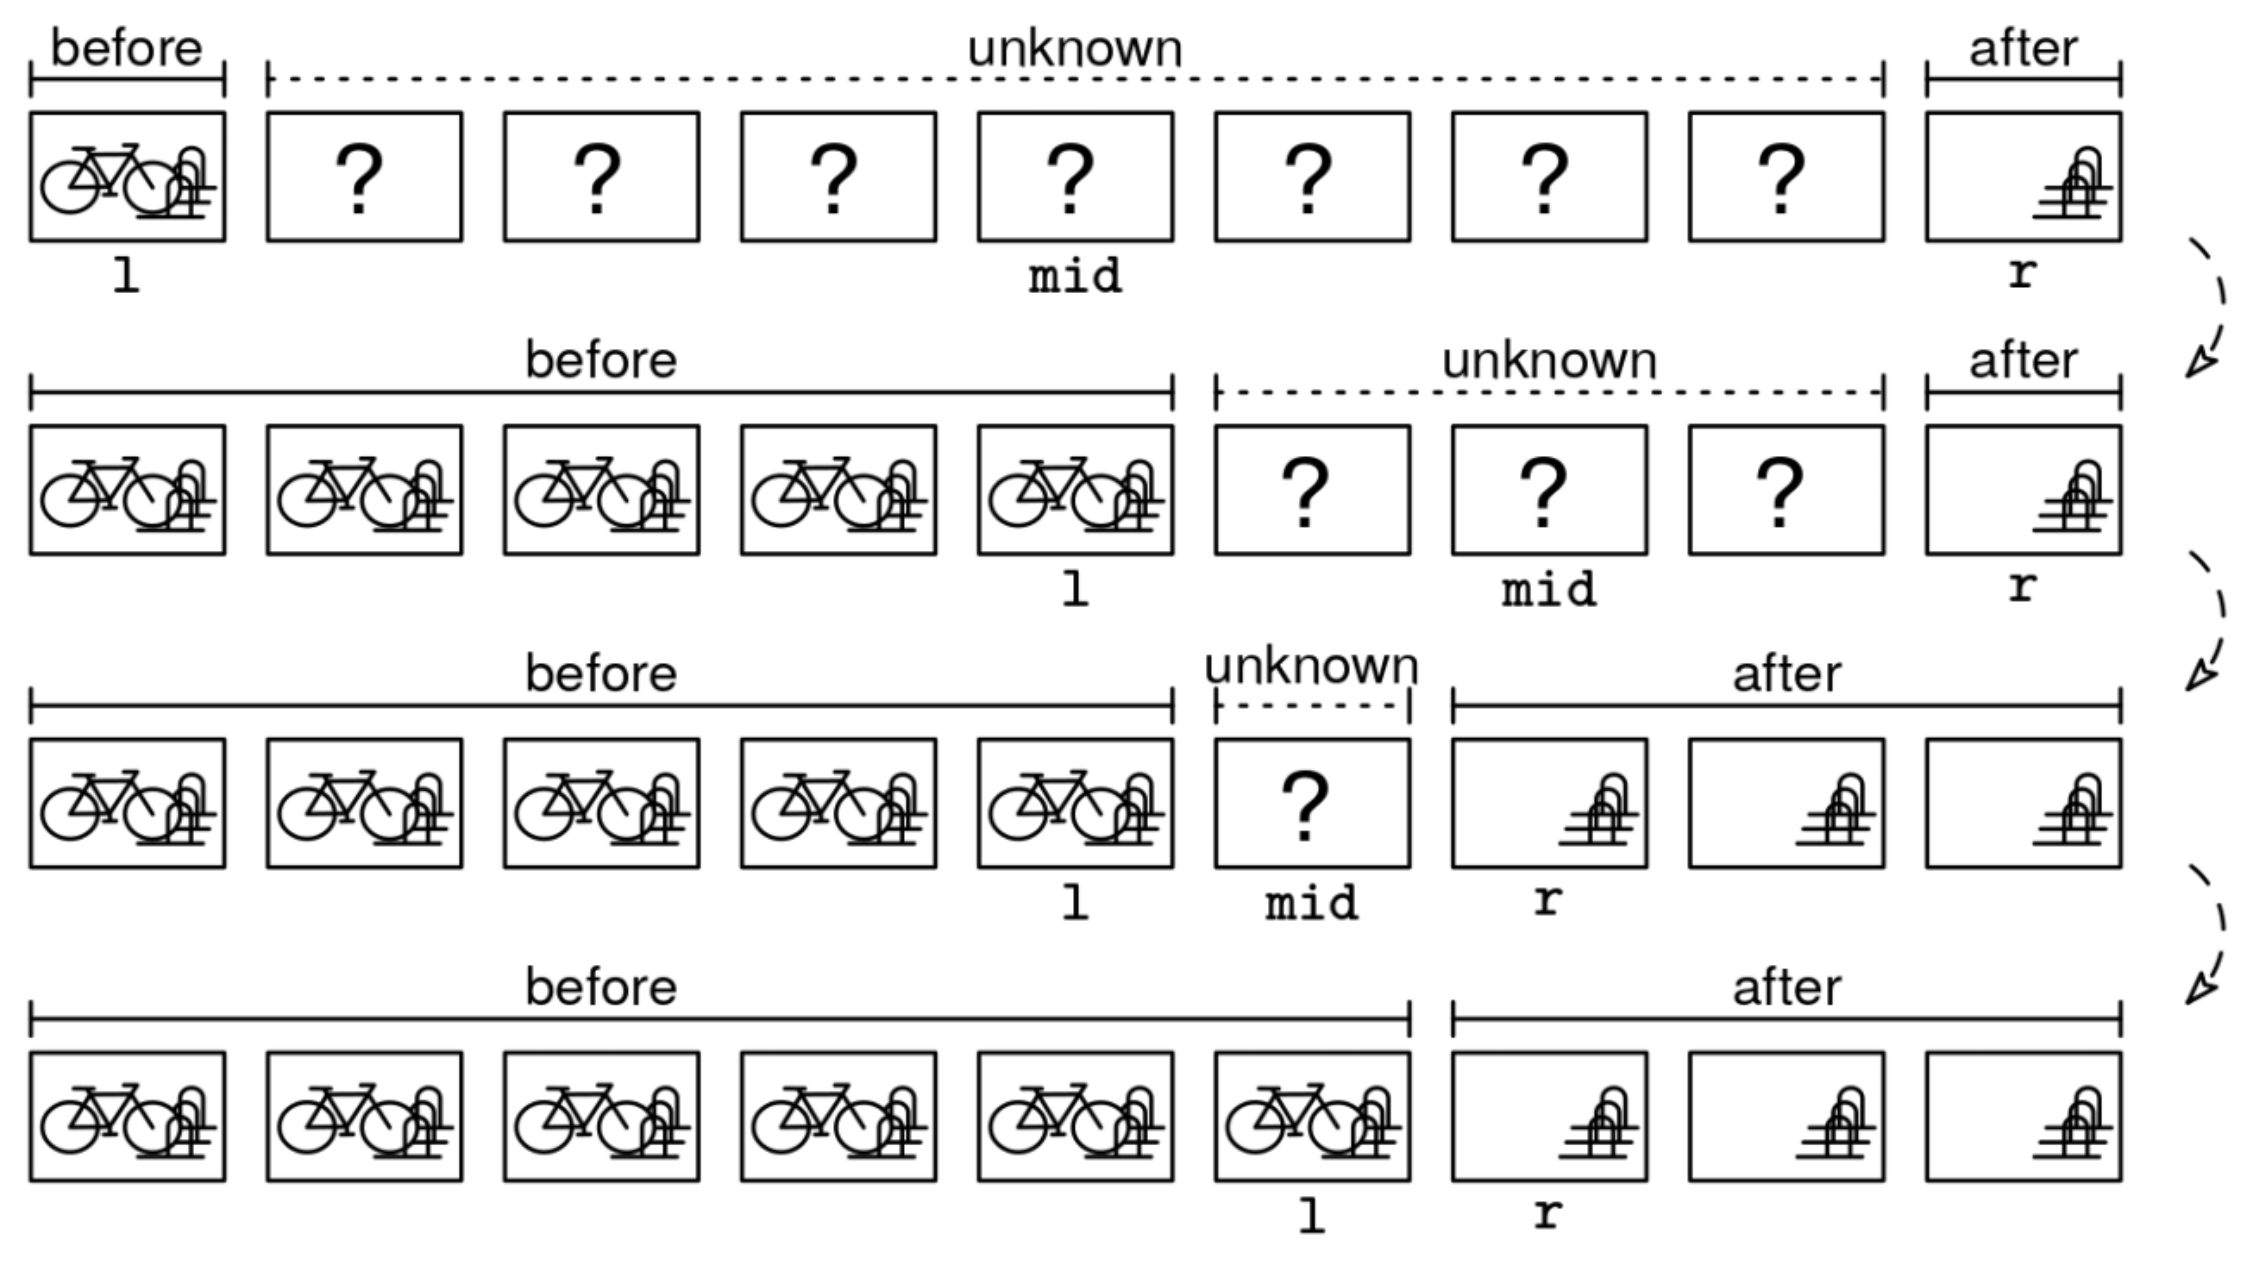 before unknown after
? ? ? ? ? ? ?
l mid r
before unknown after
? ? ?
l mid r
before unknown after
?
l mid r
before after
l r